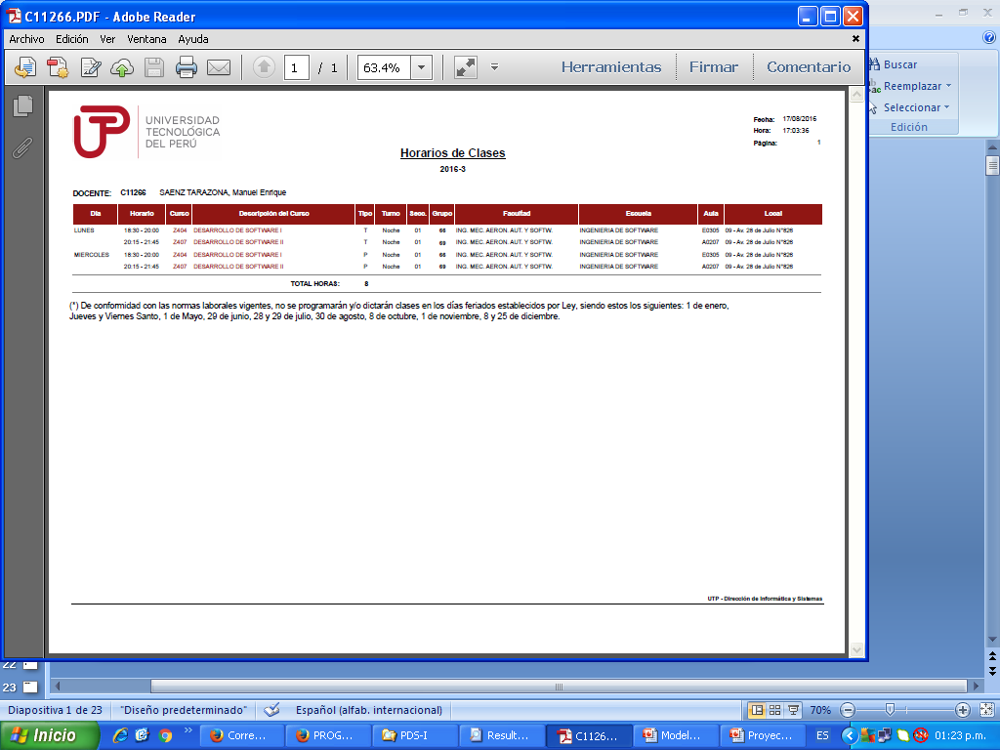 C11266.PDF - Adobe Reader
Archivo Edición Ver Ventana Ayuda
1 / 1 63.4% Herramientas Firmar Comentario
Buscar
Reemplazar
Seleccionar
Edición
UNIVERSIDAD
TECNOLÓGICA
DEL PERÚ
Fecha: 17/08/2016
Hora: 17:03:36
Página: 1
Horarios de Clases
2016-3
DOCENTE: C11266 SAENZ TARAZONA, Manuel Enrique
Dia Horario Curso Descripción del Curso Tipo Turno Secc. Grupo Facultad Escuela Aula Local
LUNES 18:30 - 20:00 Z404 DESARROLLO DE SOFTWARE I T Noche 01 66 ING. MEC. AERON. AUT. Y SOFTW. INGENIERIA DE SOFTWARE E0305 09 - Av. 28 de Julio N°828
20:15 - 21:45 Z407 DESARROLLO DE SOFTWARE II T Noche 01 69 ING. MEC. AERON. AUT. Y SOFTW. INGENIERIA DE SOFTWARE A0207 09 - Av. 28 de Julio N°828
MIERCOLES 18:30 - 20:00 Z404 DESARROLLO DE SOFTWARE I P Noche 01 66 ING. MEC. AERON. AUT. Y SOFTW. INGENIERIA DE SOFTWARE E0305 09 - Av. 28 de Julio N°828
20:15 - 21:45 Z407 DESARROLLO DE SOFTWARE II P Noche 01 69 ING. MEC. AERON. AUT. Y SOFTW. INGENIERIA DE SOFTWARE A0207 09 - Av. 28 de Julio N°828
TOTAL HORAS: 8
(*) De conformidad con las normas laborales vigentes, no se programarán y/o dictarán clases en los días feriados establecidos por Ley, siendo estos los siguientes: 1 de enero,
Jueves y Viernes Santo, 1 de Mayo, 29 de junio, 28 y 29 de julio, 30 de agosto, 8 de octubre, 1 de noviembre, 8 y 25 de diciembre.
UTP - Dirección de Informática y Sistemas
22
23
Diapositiva 1 de 23 "Diseño predeterminado" Español (alfab. internacional) 70%
Inicio Corre... PROG... PDS-I Result... C1126... Model... Proyec... ES 01:23 p.m.